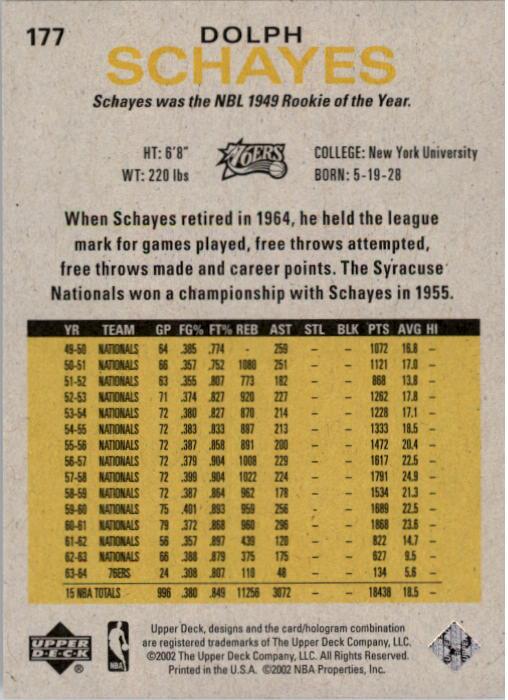 177
DOLPH
SCHAYES
Schayes was the NBL 1949 Rookie of the Year.
HT: 6'8"
WT: 220 lbs
76ERS
COLLEGE: New York University
BORN: 5-19-28
When Schayes retired in 1964, he held the league
mark for games played, free throws attempted,
free throws made and career points. The Syracuse
Nationals won a championship with Schayes in 1955.
YR TEAM GP FG% FT% REB AST STL BLK PTS AVG HI
49-50 NATIONALS 64 .385 .774 - 259 - - 1072 16.8 -
50-51 NATIONALS 66 .357 .752 1080 251 - - 1121 17.0 -
51-52 NATIONALS 63 .355 .807 773 182 - - 868 13.8 -
52-53 NATIONALS 71 .374 .827 920 227 - - 1262 17.8 -
53-54 NATIONALS 72 .380 .827 870 214 - - 1228 17.1 -
54-55 NATIONALS 72 .383 .833 887 213 - - 1333 18.5 -
55-56 NATIONALS 72 .387 .858 891 200 - - 1472 20.4 -
56-57 NATIONALS 72 .379 .904 1008 229 - - 1617 22.5 -
57-58 NATIONALS 72 .399 .904 1022 224 - - 1791 24.9 -
58-59 NATIONALS 72 .387 .864 962 178 - - 1534 21.3 -
59-60 NATIONALS 75 .401 .893 959 256 - - 1689 22.5 -
60-61 NATIONALS 79 .372 .868 960 296 - - 1868 23.6 -
61-62 NATIONALS 56 .357 .897 439 120 - - 822 14.7 -
62-63 NATIONALS 66 .388 .879 375 175 - - 627 9.5 -
63-64 76ERS 24 .308 .807 110 48 - - 134 5.6 -
15 NBA TOTALS 996 .380 .849 11256 3072 - - 18438 18.5 -
UPPER
DECK
®
NBA
Upper Deck, designs and the card/hologram combination
are registered trademarks of The Upper Deck Company, LLC.
©2002 The Upper Deck Company, LLC. All Rights Reserved.
Printed in the U.S.A. ©2002 NBA Properties, Inc.